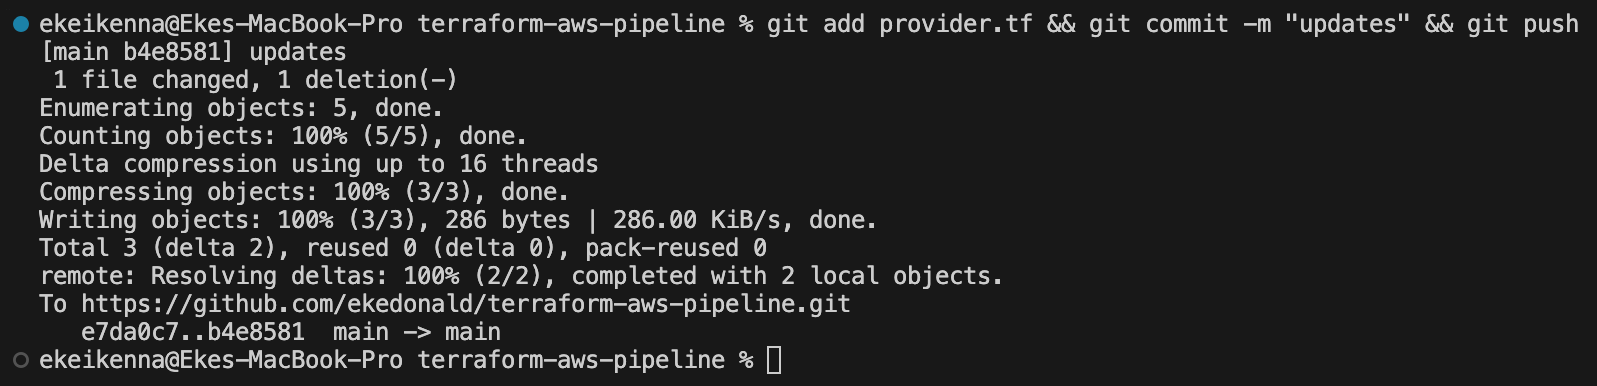 ekeikenna@Ekes-MacBook-Pro terraform-aws-pipeline % git add provider.tf && git commit -m "updates" && git push
[main b4e8581] updates
 1 file changed, 1 deletion(-)
Enumerating objects: 5, done.
Counting objects: 100% (5/5), done.
Delta compression using up to 16 threads
Compressing objects: 100% (3/3), done.
Writing objects: 100% (3/3), 286 bytes | 286.00 KiB/s, done.
Total 3 (delta 2), reused 0 (delta 0), pack-reused 0
remote: Resolving deltas: 100% (2/2), completed with 2 local objects.
To https://github.com/ekedonald/terraform-aws-pipeline.git
   e7da0c7..b4e8581  main -> main
ekeikenna@Ekes-MacBook-Pro terraform-aws-pipeline %